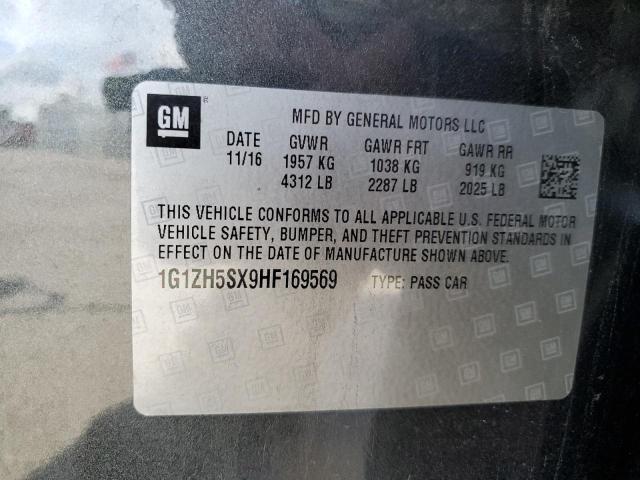 GM
MFD BY GENERAL MOTORS LLC
DATE GVWR GAWR FRT GAWR RR
11/16 1957 KG 1038 KG 919 KG
4312 LB 2287 LB 2025 LB
THIS VEHICLE CONFORMS TO ALL APPLICABLE U.S. FEDERAL MOTOR
VEHICLE SAFETY, BUMPER, AND THEFT PREVENTION STANDARDS IN
EFFECT ON THE DATE OF MANUFACTURE SHOWN ABOVE.
1G1ZH5SX9HF169569 TYPE: PASS CAR